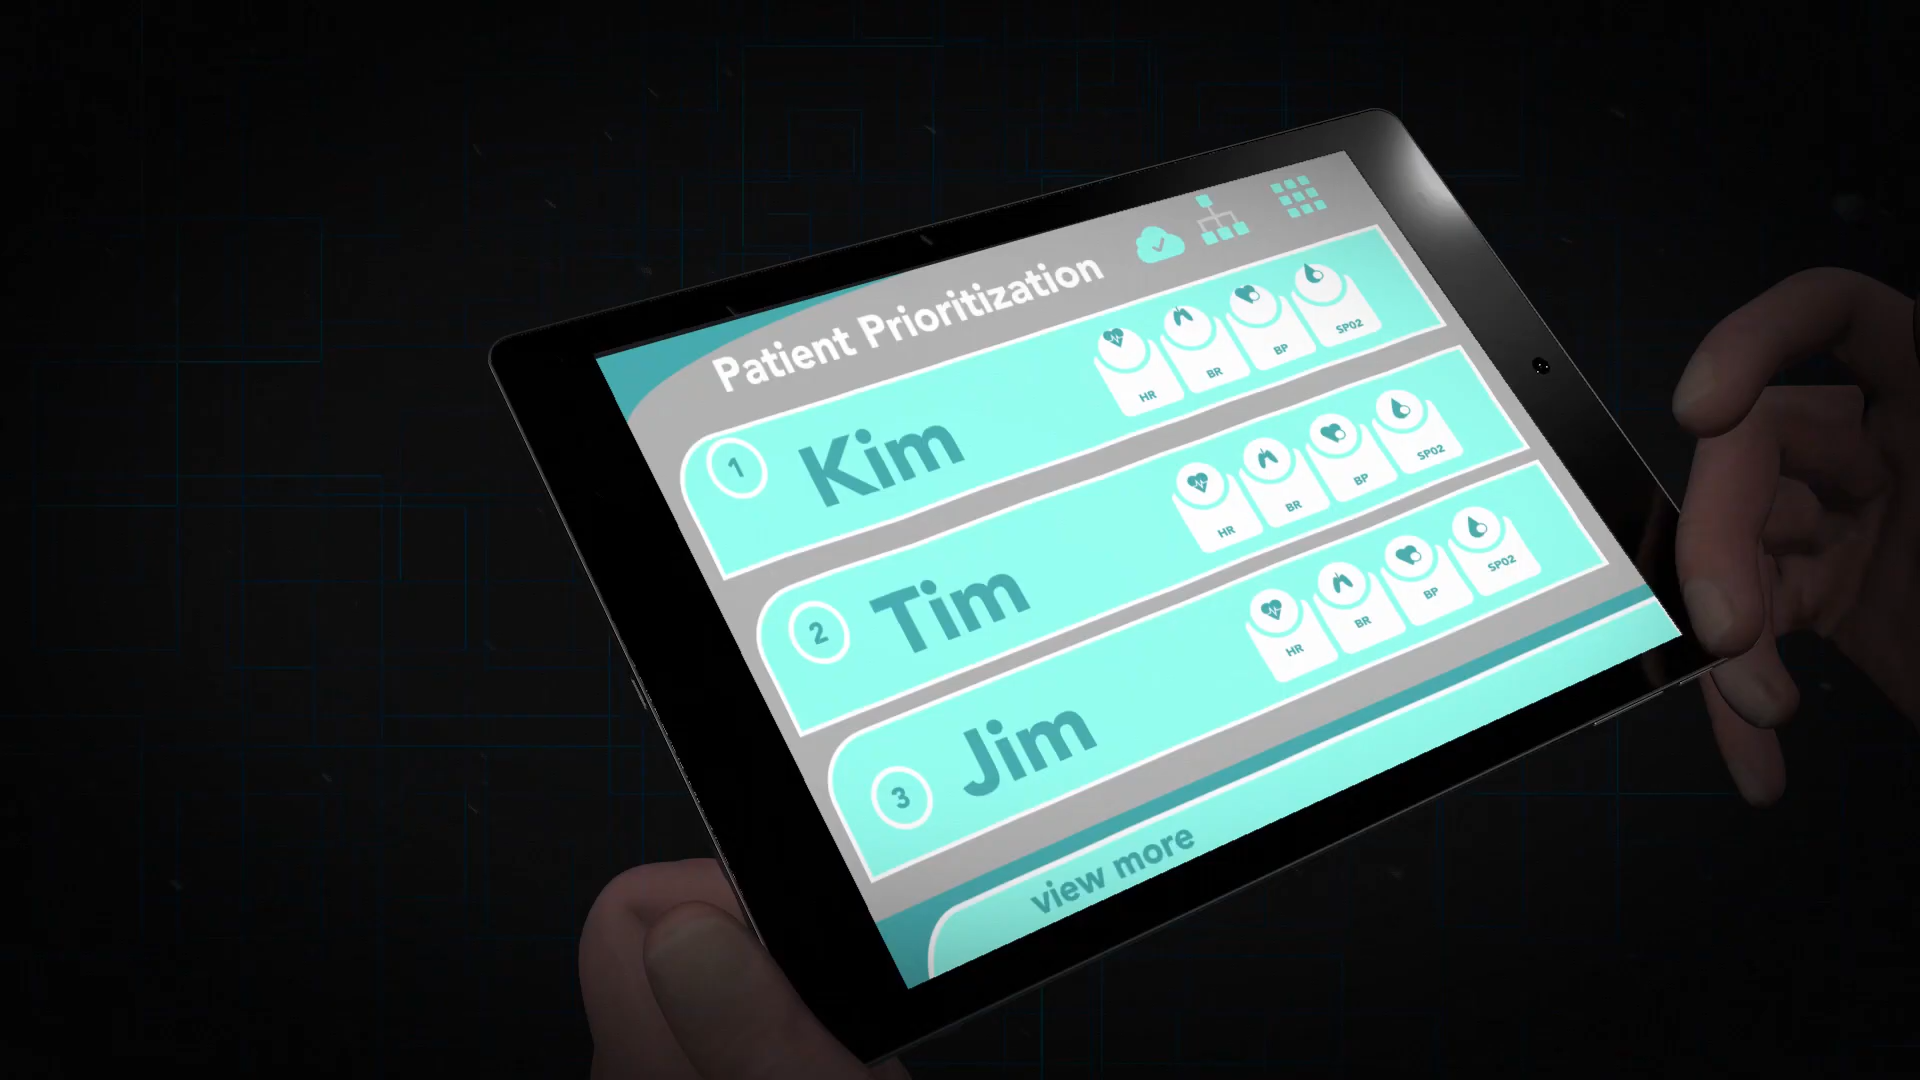 Patient Prioritization
1 Kim HR BR BP SPO2
2 Tim HR BR BP SPO2
3 Jim HR BR BP SPO2
view more